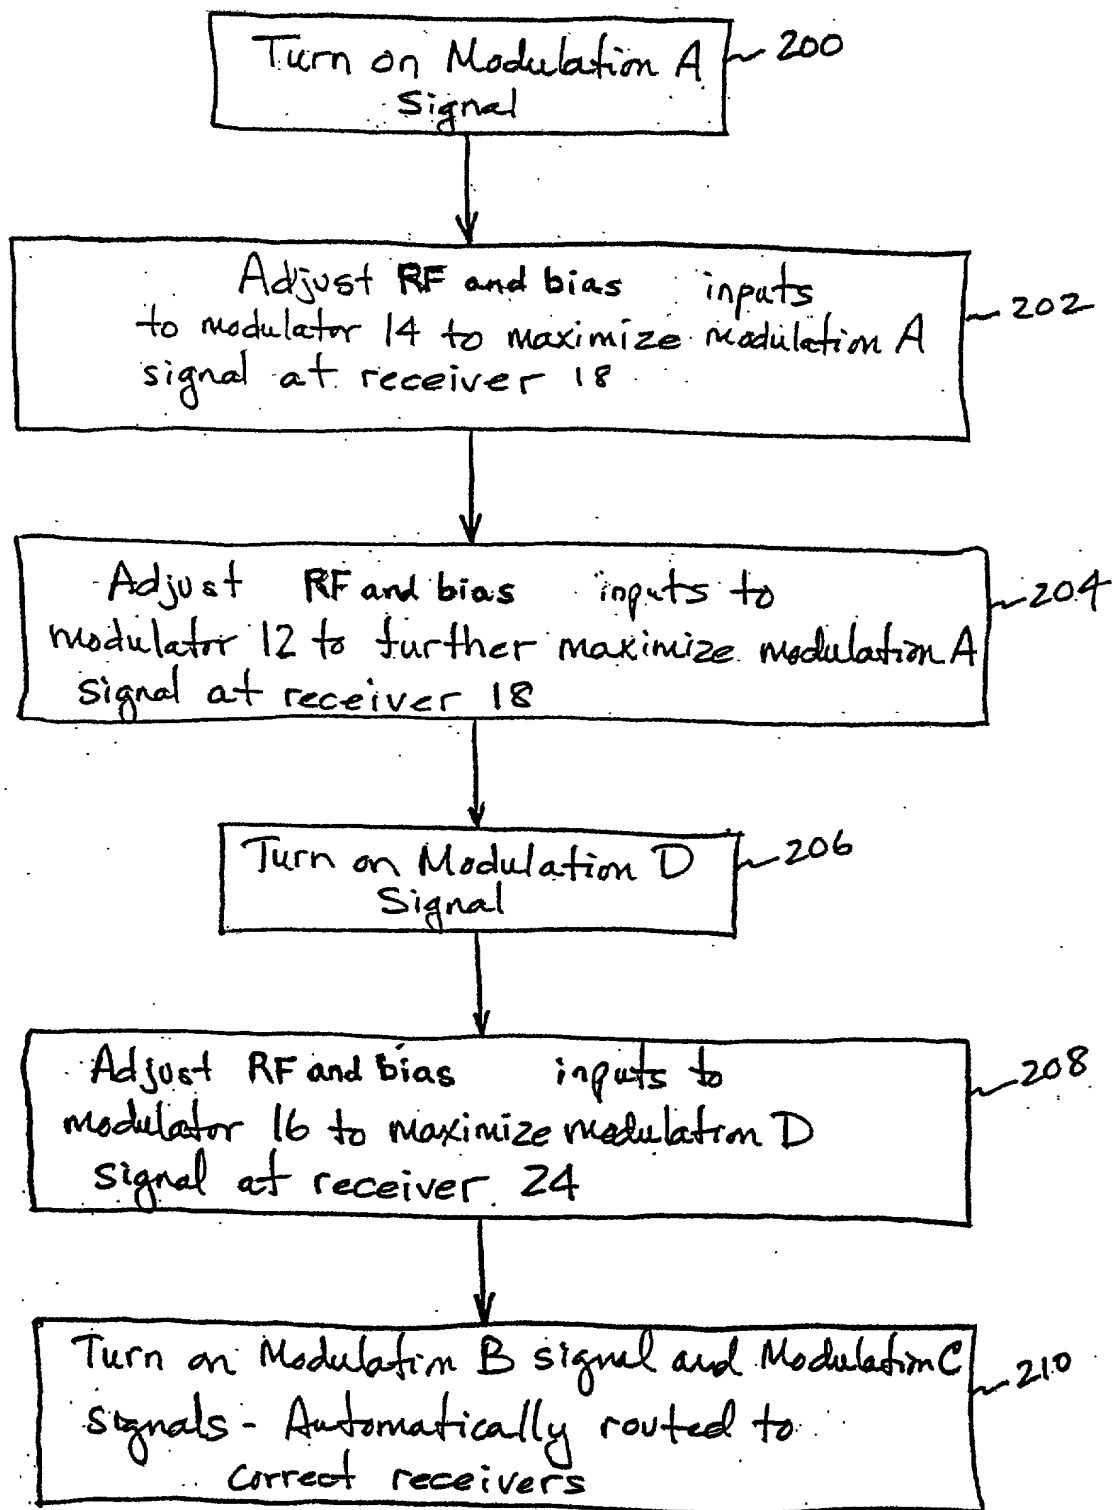 Turn on Modulation A
Signal
200
Adjust RF and bias inputs
to modulator 14 to maximize modulation A
signal at receiver 18
202
Adjust RF and bias inputs to
modulator 12 to further maximize modulation A
signal at receiver 18
204
Turn on Modulation D
Signal
206
Adjust RF and bias inputs to
modulator 16 to maximize modulation D
signal at receiver 24
208
Turn on Modulation B signal and Modulation C
signals - Automatically routed to
correct receivers
210